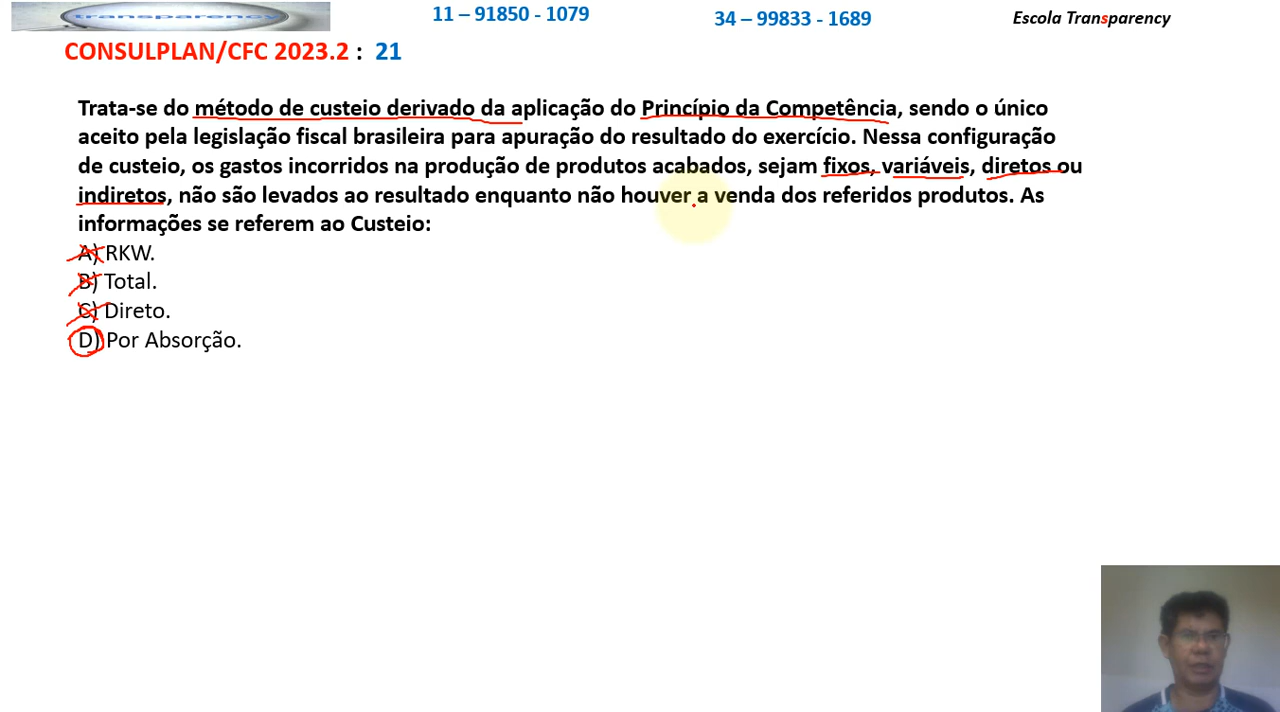 transparency
11 – 91850 - 1079
34 – 99833 - 1689
Escola Transparency
CONSULPLAN/CFC 2023.2 : 21
Trata-se do método de custeio derivado da aplicação do Princípio da Competência, sendo o único
aceito pela legislação fiscal brasileira para apuração do resultado do exercício. Nessa configuração
de custeio, os gastos incorridos na produção de produtos acabados, sejam fixos, variáveis, diretos ou
indiretos, não são levados ao resultado enquanto não houver a venda dos referidos produtos. As
informações se referem ao Custeio:
A) RKW.
B) Total.
C) Direto.
D) Por Absorção.